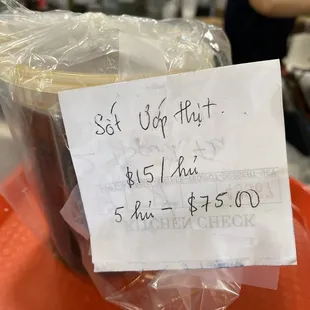 Sốt Ướp thịt.
$15/hủ
5 hủ - $75.00
KITCHEN CHECK